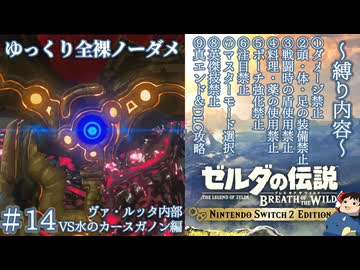 ゆっくり全裸ノーダメ
#14
ヴァ・ルッタ内部
VS水のカースガノン編
～縛り内容～
①ダメージ禁止
②頭・体・足の装備禁止
③戦闘時の盾使用禁止
④料理・薬の使用禁止
⑤ポーチ強化禁止
⑥注目禁止
⑦マスターモード選択
⑧英傑技禁止
⑨真エンド&DLC攻略
ゼルダの伝説
THE LEGEND OF ZELDA
BREATH OF THE WILD
NINTENDO SWITCH 2 EDITION